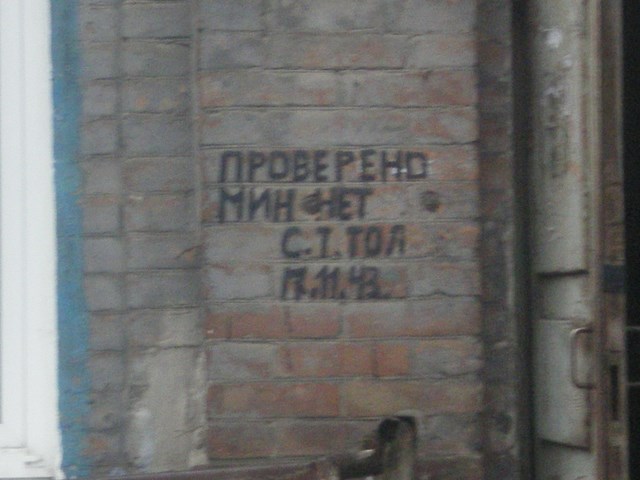 ПРОВЕРЕНО
МИН НЕТ
С.Т. ТОЛ
17.11.43.